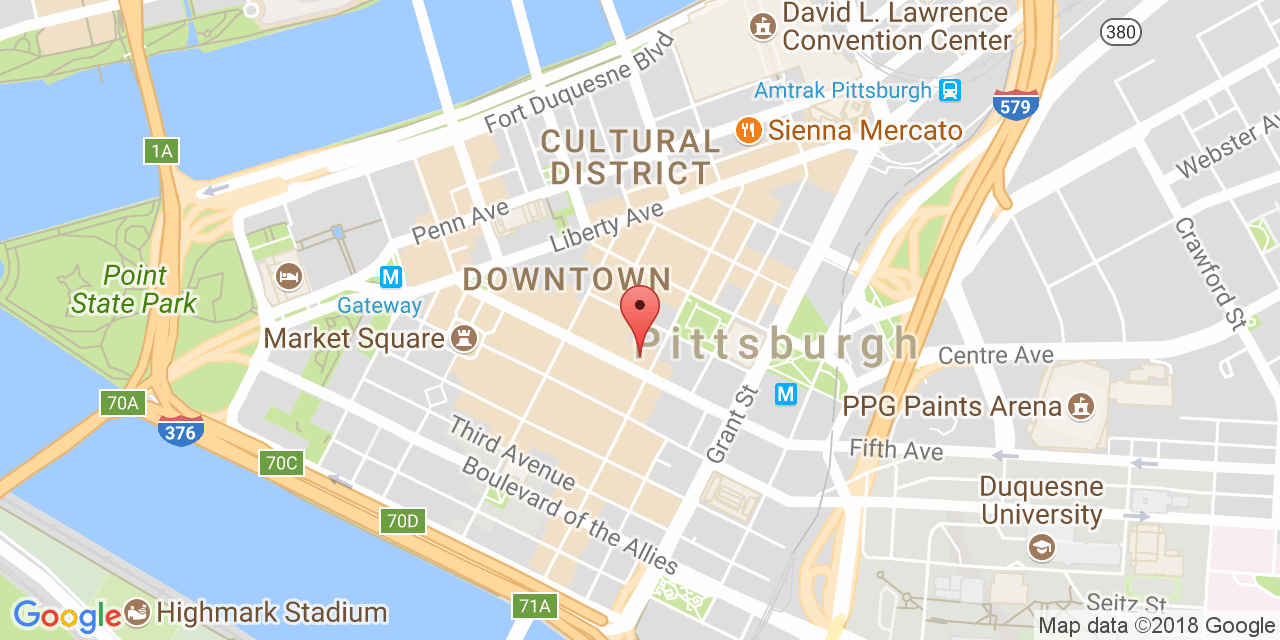 David L. Lawrence
Convention Center
380
Fort Duquesne Blvd
Amtrak Pittsburgh
579
Sienna Mercato
CULTURAL
DISTRICT
1A
Webster Av
Penn Ave
Liberty Ave
Crawford St
Point
State Park
M
Gateway
DOWNTOWN
Market Square
Pittsburgh
Centre Ave
M
70A
376
PPG Paints Arena
Grant St
Fifth Ave
70C
Third Avenue
Boulevard of the Allies
Duquesne
University
70D
71A
Seitz St
Google
Highmark Stadium
Map data ©2018 Google